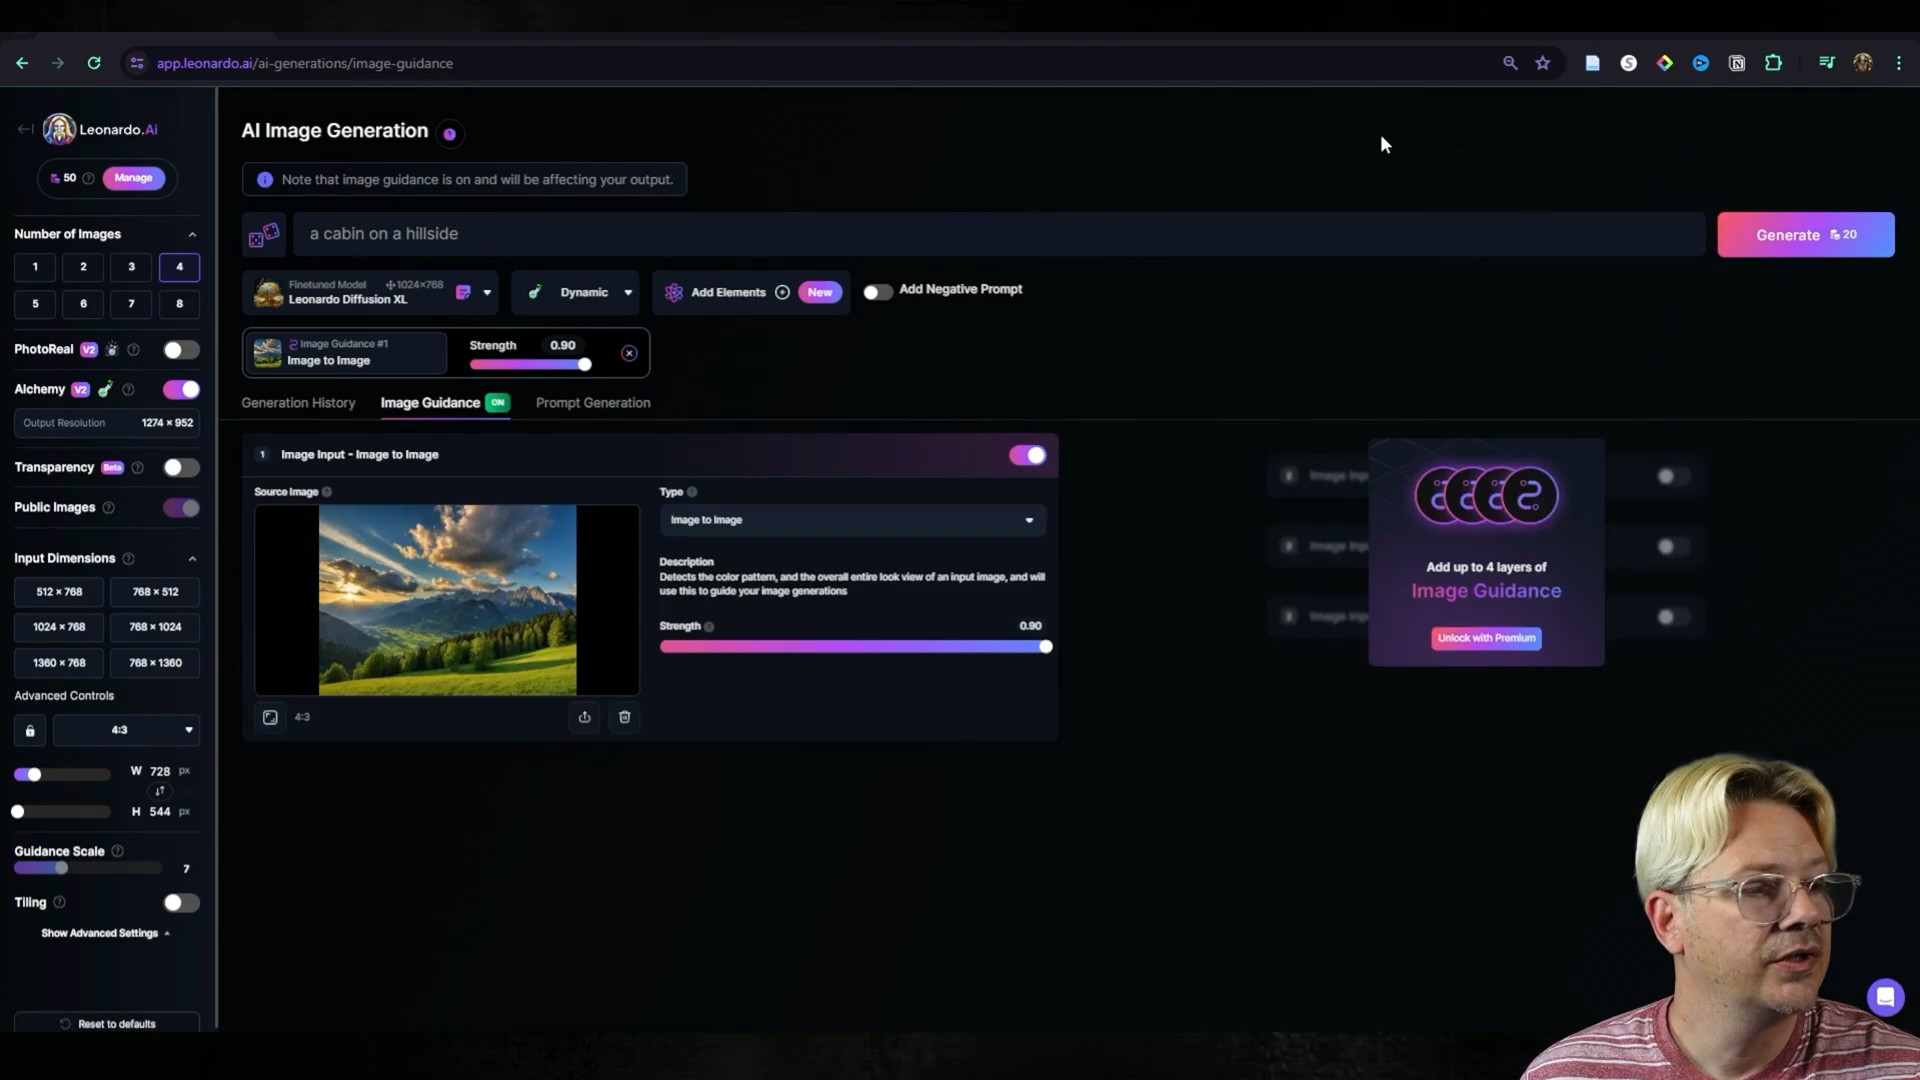 app.leonardo.ai/ai-generations/image-guidance
Leonardo.Ai
50 Manage
Number of Images
1 2 3 4
5 6 7 8
PhotoReal V2
Alchemy V2
Output Resolution 1274 × 952
Transparency Beta
Public Images
Input Dimensions
512 × 768 768 × 512
1024 × 768 768 × 1024
1360 × 768 768 × 1360
Advanced Controls
4:3
W 728 px
H 544 px
Guidance Scale
7
Tiling
Show Advanced Settings
Reset to defaults
AI Image Generation
Note that image guidance is on and will be affecting your output.
a cabin on a hillside
Generate 20
Finetuned Model 1024×768
Leonardo Diffusion XL
Dynamic
Add Elements New
Add Negative Prompt
Image Guidance #1
Image to Image
Strength 0.90
Generation History Image Guidance ON Prompt Generation
1 Image Input - Image to Image
Source Image
4:3
Type
Image to Image
Description
Detects the color pattern, and the overall entire look view of an input image, and will
use this to guide your image generations
Strength 0.90
Image Inp
Image Inp
Image Inp
Add up to 4 layers of
Image Guidance
Unlock with Premium